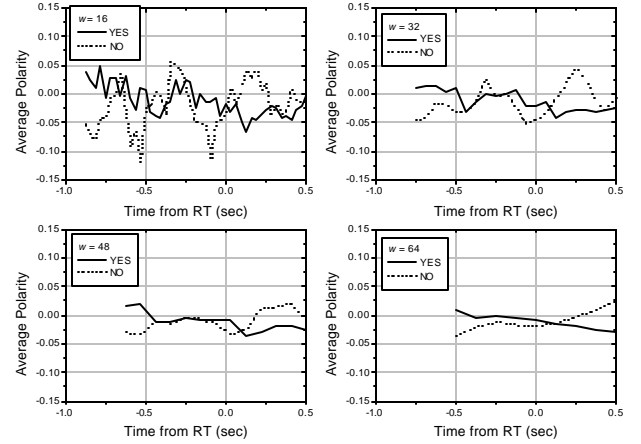 w = 16
YES
NO
0.15
0.10
0.05
0.00
-0.05
-0.10
-0.15
Average Polarity
-1.0 -0.5 0.0 0.5
Time from RT (sec)
w = 32
YES
NO
0.15
0.10
0.05
0.00
-0.05
-0.10
-0.15
Average Polarity
-1.0 -0.5 0.0 0.5
Time from RT (sec)
w = 48
YES
NO
0.15
0.10
0.05
0.00
-0.05
-0.10
-0.15
Average Polarity
-1.0 -0.5 0.0 0.5
Time from RT (sec)
w = 64
YES
NO
0.15
0.10
0.05
0.00
-0.05
-0.10
-0.15
Average Polarity
-1.0 -0.5 0.0 0.5
Time from RT (sec)